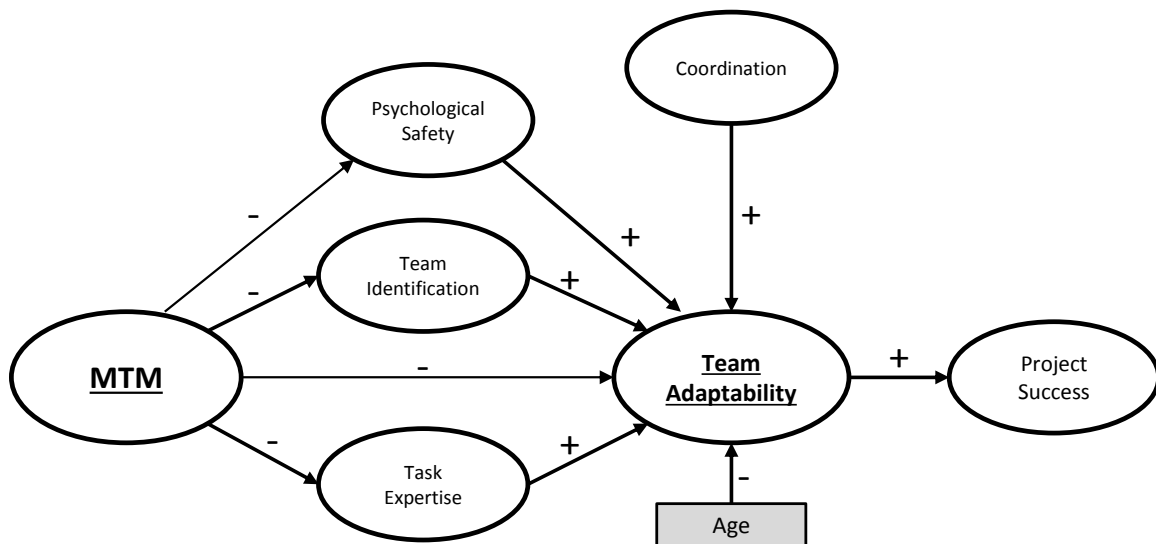 Coordination
Psychological
Safety
-
+
+
Team
Identification
-
+
MTM
-
Team
Adaptability
+
Project
Success
-
+
Task
Expertise
-
Age